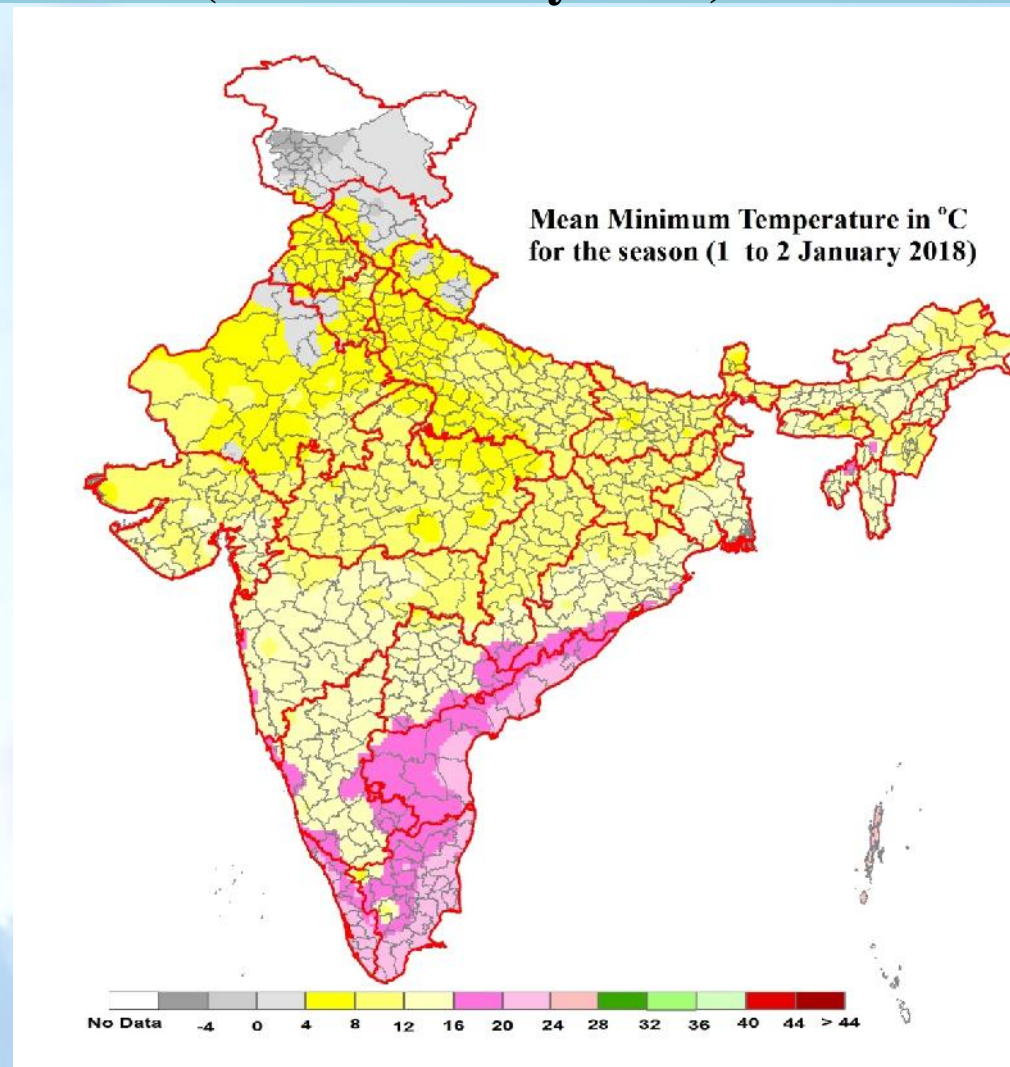 Mean Minimum Temperature in °C
for the season (1 to 2 January 2018)
No Data -4 0 4 8 12 16 20 24 28 32 36 40 44 > 44